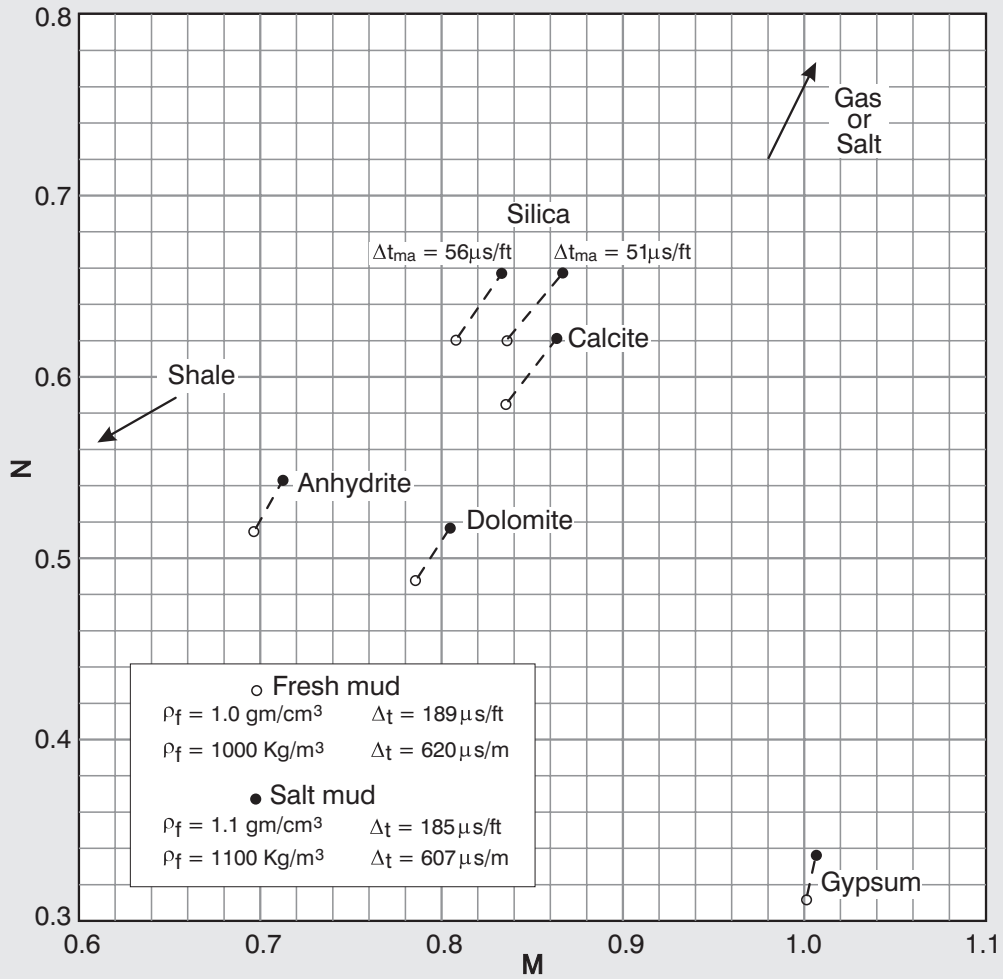 0.8
Gas
or
Salt
0.7
Silica
Δtma = 56µs/ft
Δtma = 51µs/ft
Calcite
0.6
Shale
N
Anhydrite
Dolomite
0.5
Fresh mud
ρf = 1.0 gm/cm³ Δt = 189µs/ft
ρf = 1000 Kg/m³ Δt = 620µs/m
0.4
Salt mud
ρf = 1.1 gm/cm³ Δt = 185µs/ft
ρf = 1100 Kg/m³ Δt = 607µs/m
Gypsum
0.3
0.6 0.7 0.8 0.9 1.0 1.1
M